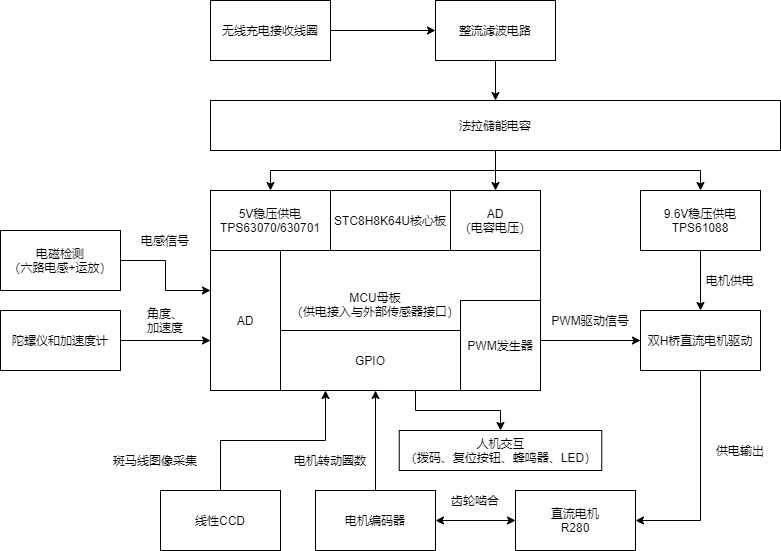 无线充电接收线圈
整流滤波电路
法拉储能电容
5V稳压供电
TPS63070/630701
STC8H8K64U核心板
AD
（电容电压）
9.6V稳压供电
TPS61088
电磁检测
（六路电感+运放）
电感信号
电机供电
AD
MCU母板
（供电接入与外部传感器接口）
角度、
加速度
陀螺仪和加速度计
PWM发生器
PWM驱动信号
双H桥直流电机驱动
GPIO
人机交互
（拨码、复位按钮、蜂鸣器、LED）
斑马线图像采集
电机转动圈数
供电输出
线性CCD
电机编码器
齿轮啮合
直流电机
R280